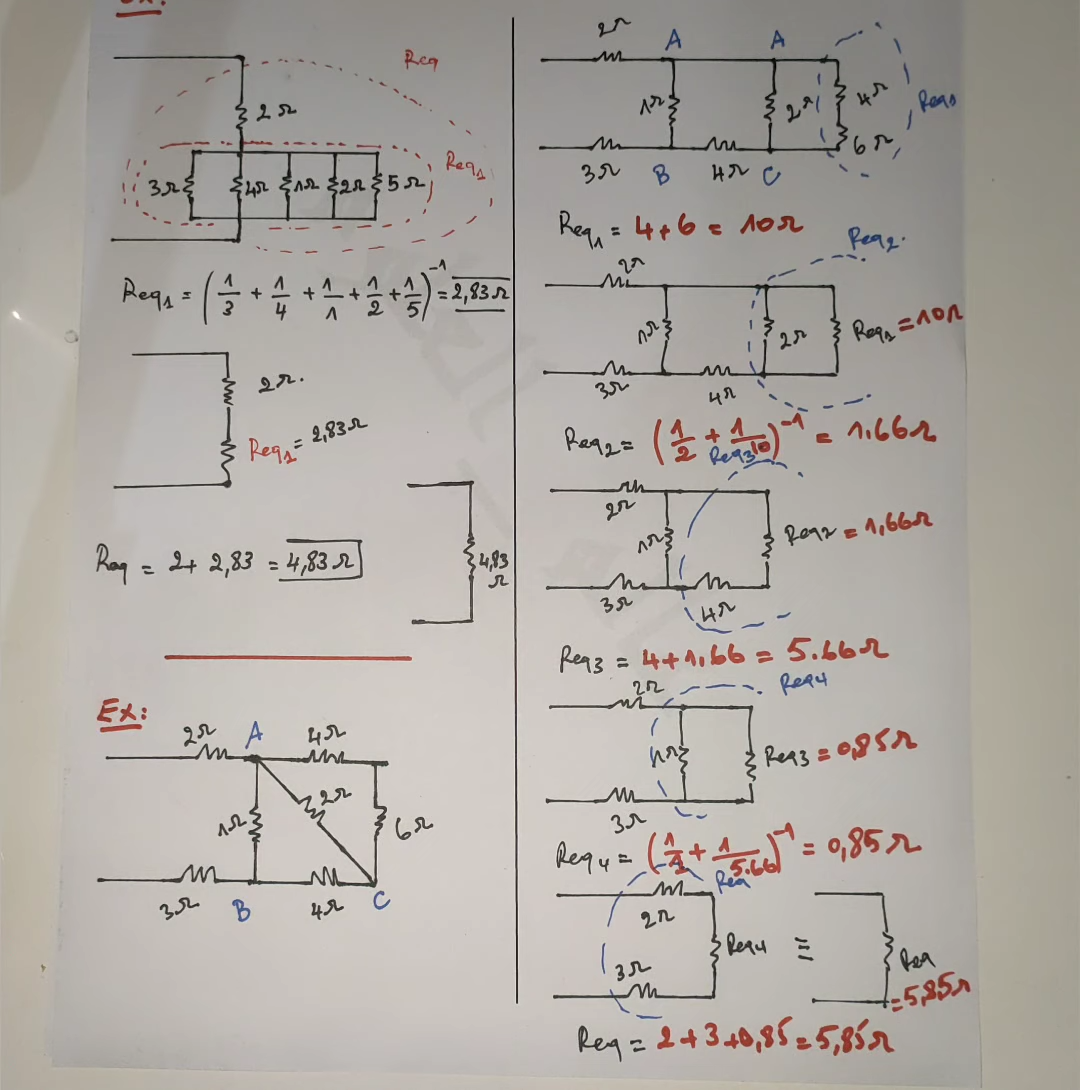 Ex:
Req
2Ω
Req1
3Ω 4Ω 1Ω 2Ω 5Ω
Req1 = (1/3 + 1/4 + 1/1 + 1/2 + 1/5)^-1 = 2,83Ω
2Ω.
Req1 = 2,83Ω
Req = 2 + 2,83 = 4,83Ω
4,83
Ω
Ex:
2Ω A 4Ω
1Ω 2Ω 6Ω
3Ω B 4Ω C
2Ω A A
1Ω 2Ω 4Ω Req1
6Ω
3Ω B 4Ω C
Req1 = 4+6 = 10Ω
2Ω Req2.
1Ω 2Ω Req1 = 10Ω
3Ω 4Ω
Req2 = (1/2 + 1/10)^-1 = 1.66Ω
Req3
2Ω
1Ω Req2 = 1,66Ω
3Ω 4Ω
Req3 = 4+1,66 = 5.66Ω
2Ω Req4
1Ω Req3 = 0,85Ω
3Ω
Req4 = (1/1 + 1/5.66)^-1 = 0,85Ω
Req
2Ω
3Ω Req4 ≡ Req
= 5,85Ω
Req = 2+3+0,85 = 5,85Ω